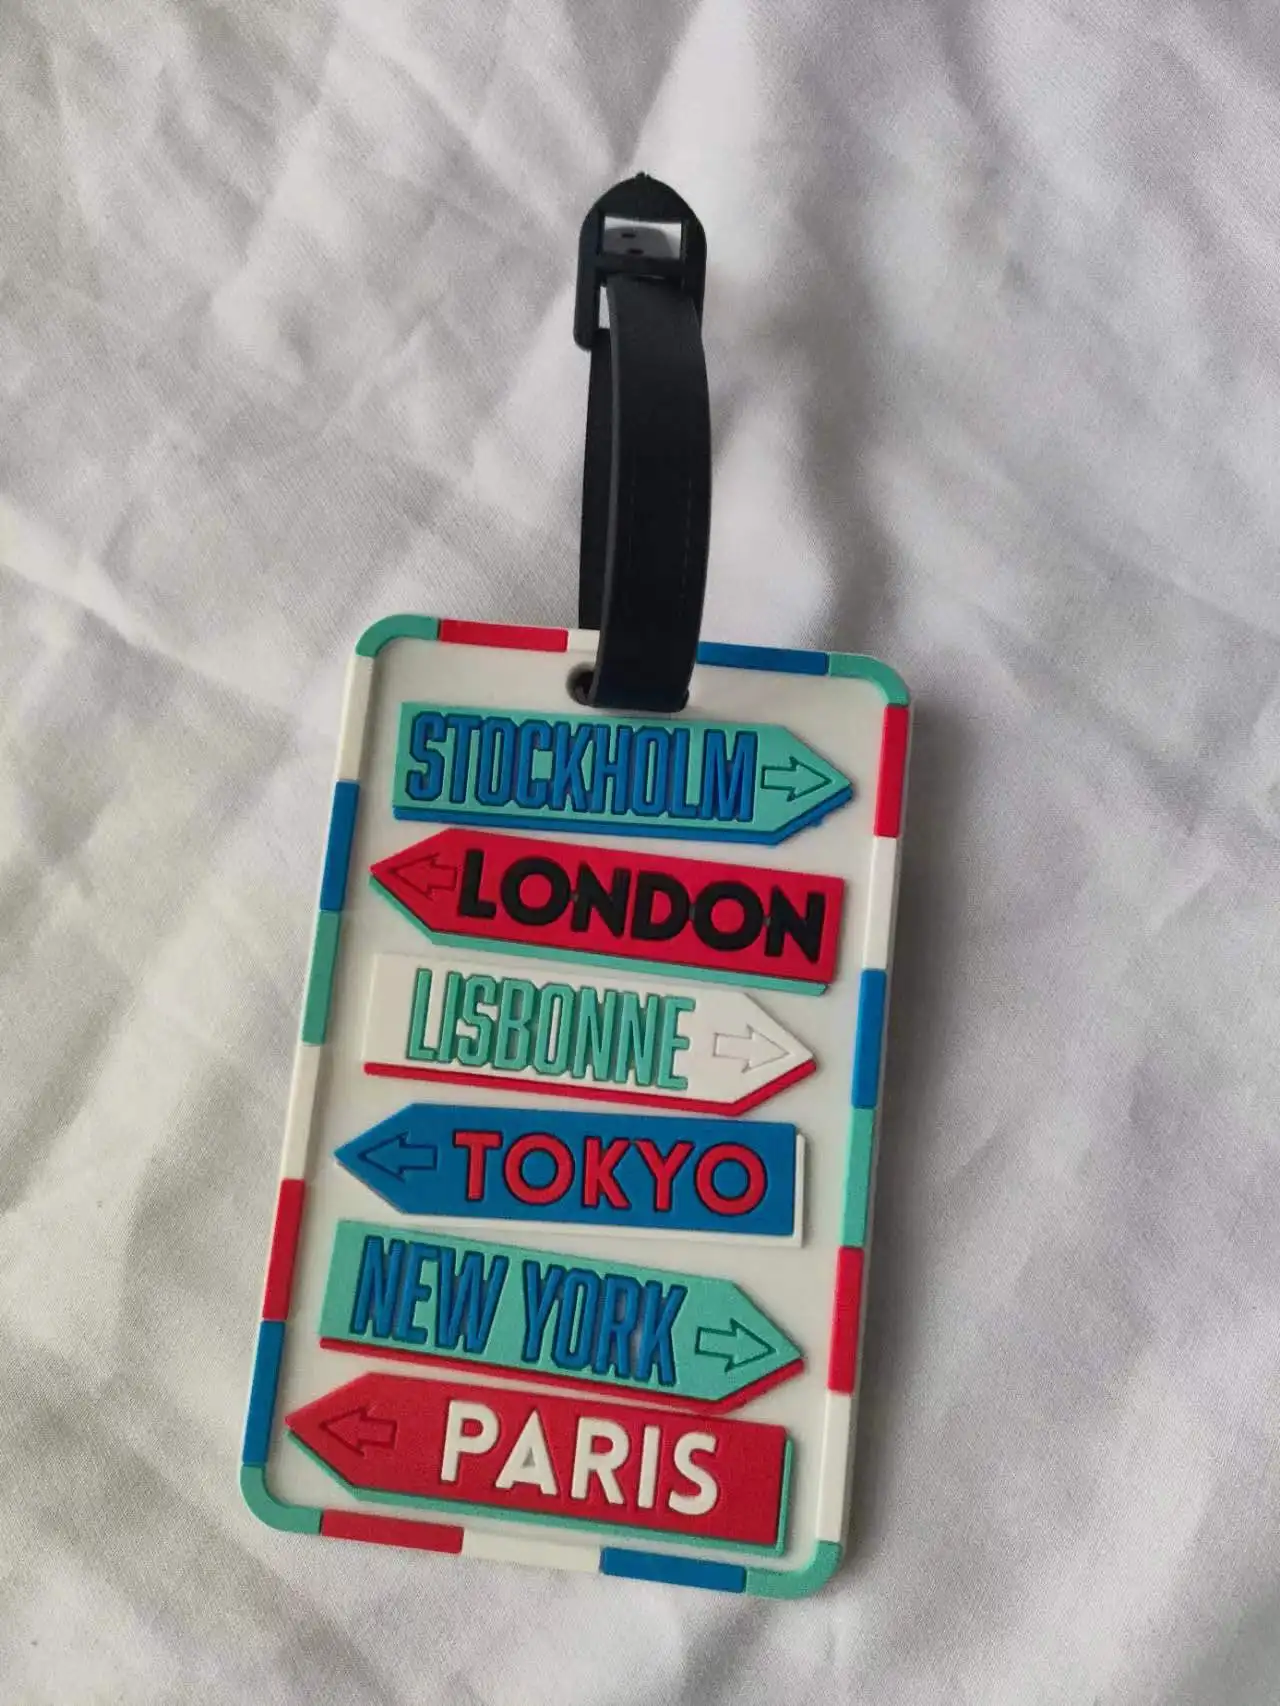 STOCKHOLM
LONDON
LISBONNE
TOKYO
NEW YORK
PARIS